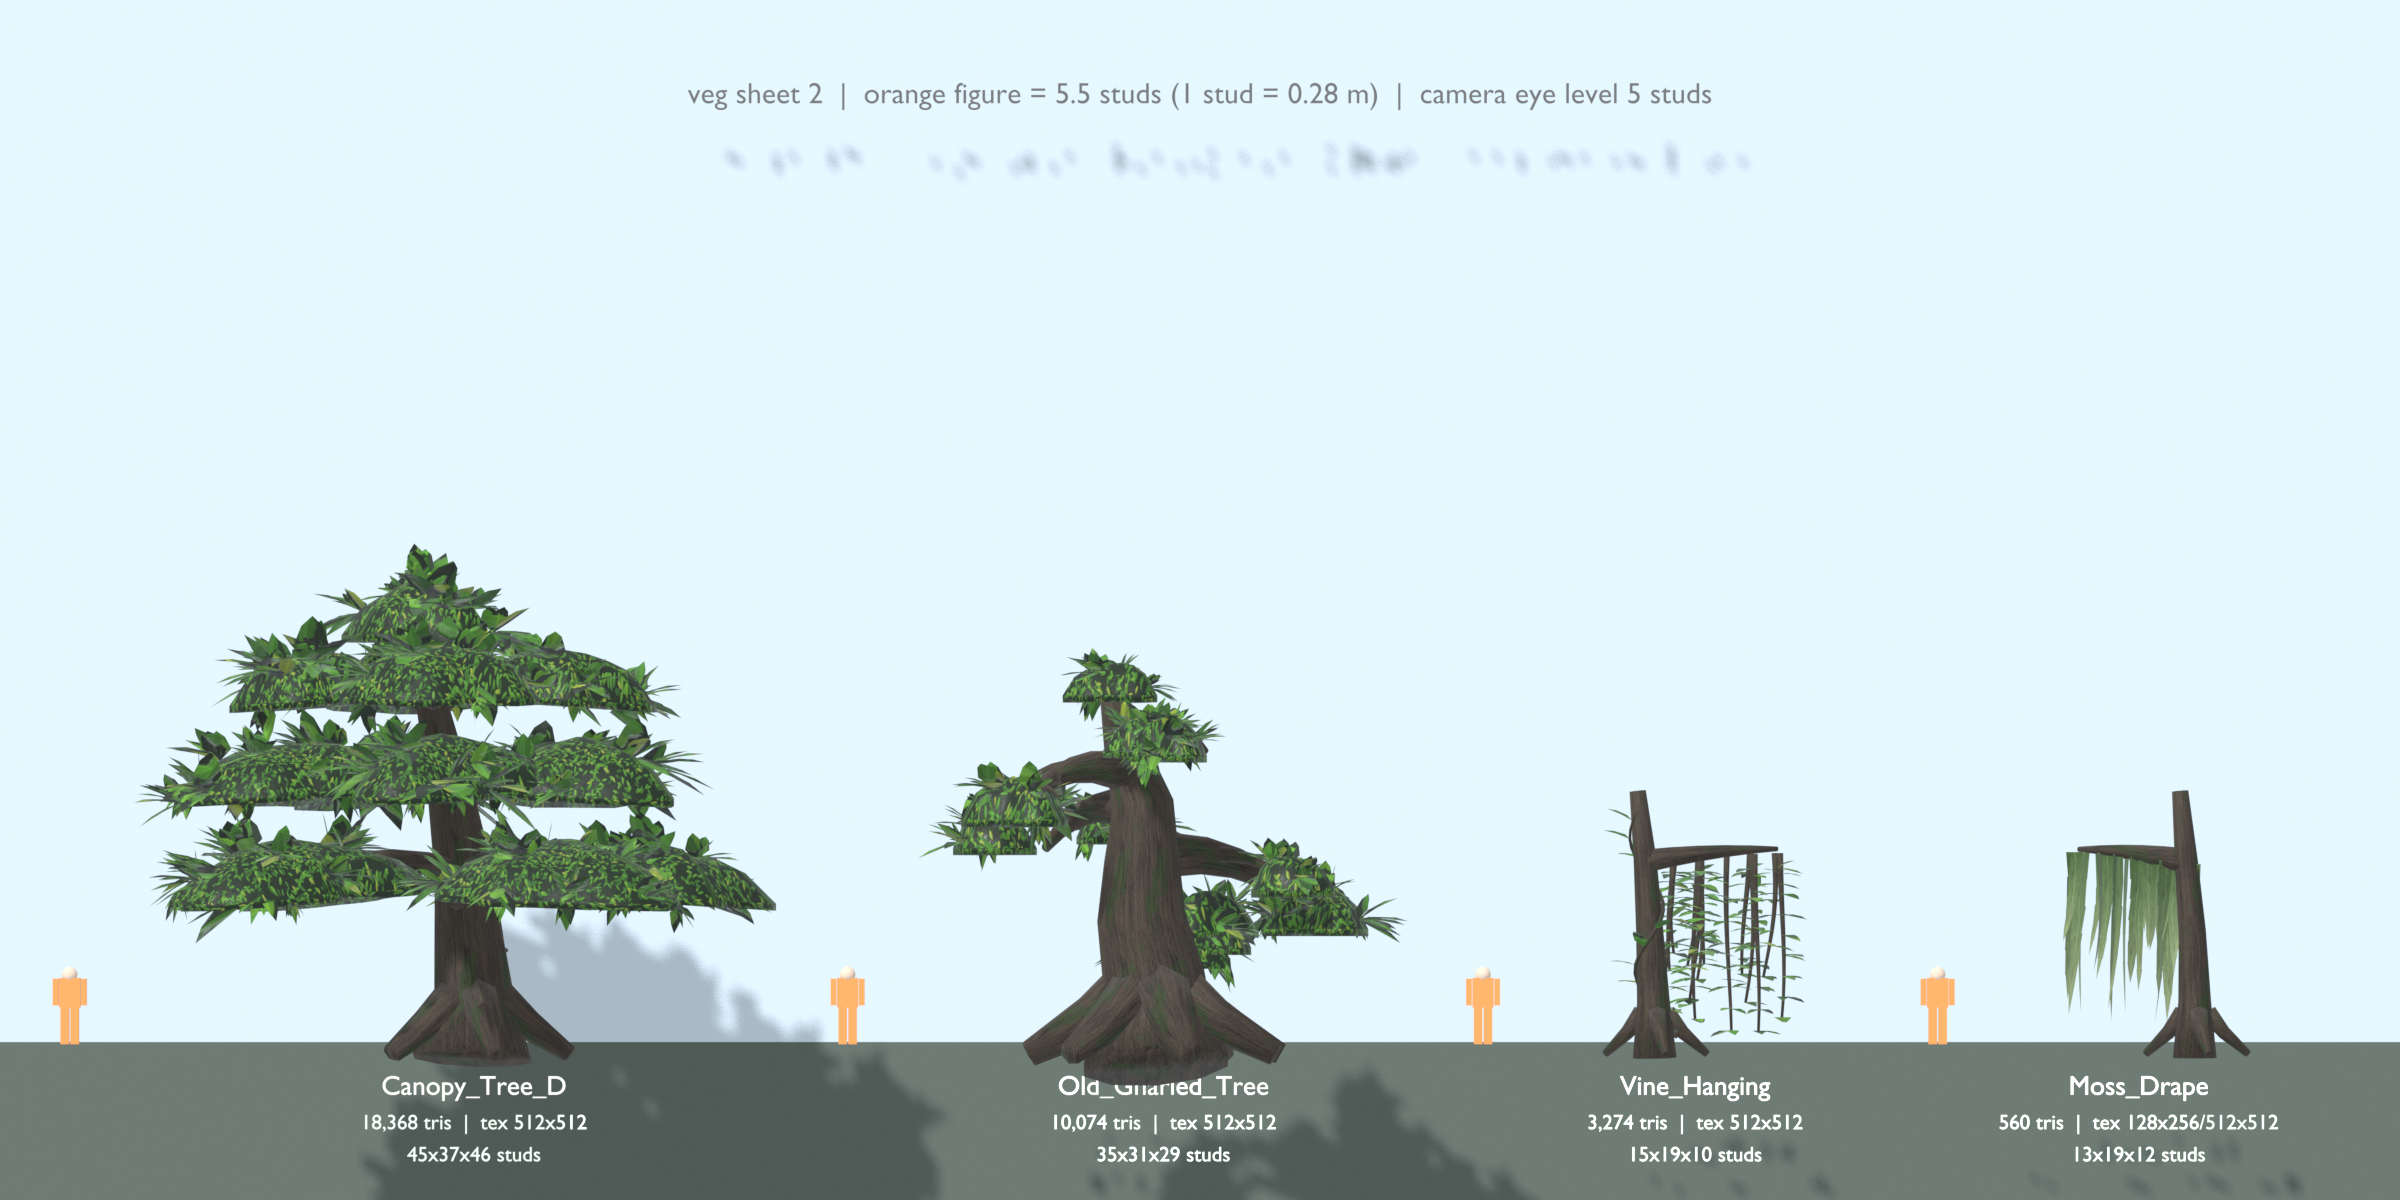 veg sheet 2 | orange figure = 5.5 studs (1 stud = 0.28 m) | camera eye level 5 studs
Canopy_Tree_D
18,368 tris | tex 512x512
45x37x46 studs
Old_Gnarled_Tree
10,074 tris | tex 512x512
35x31x29 studs
Vine_Hanging
3,274 tris | tex 512x512
15x19x10 studs
Moss_Drape
560 tris | tex 128x256/512x512
13x19x12 studs